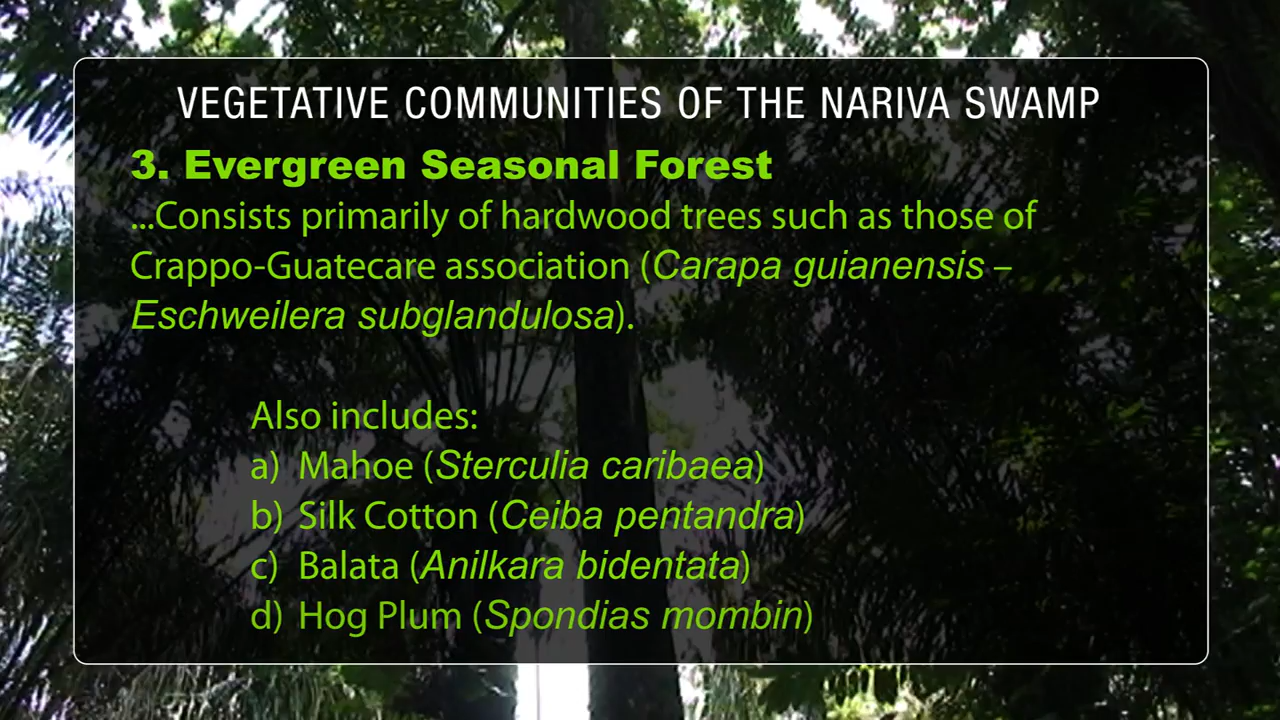 VEGETATIVE COMMUNITIES OF THE NARIVA SWAMP
3. Evergreen Seasonal Forest
...Consists primarily of hardwood trees such as those of
Crappo-Guatecare association (Carapa guianensis –
Eschweilera subglandulosa).
Also includes:
a) Mahoe (Sterculia caribaea)
b) Silk Cotton (Ceiba pentandra)
c) Balata (Anilkara bidentata)
d) Hog Plum (Spondias mombin)